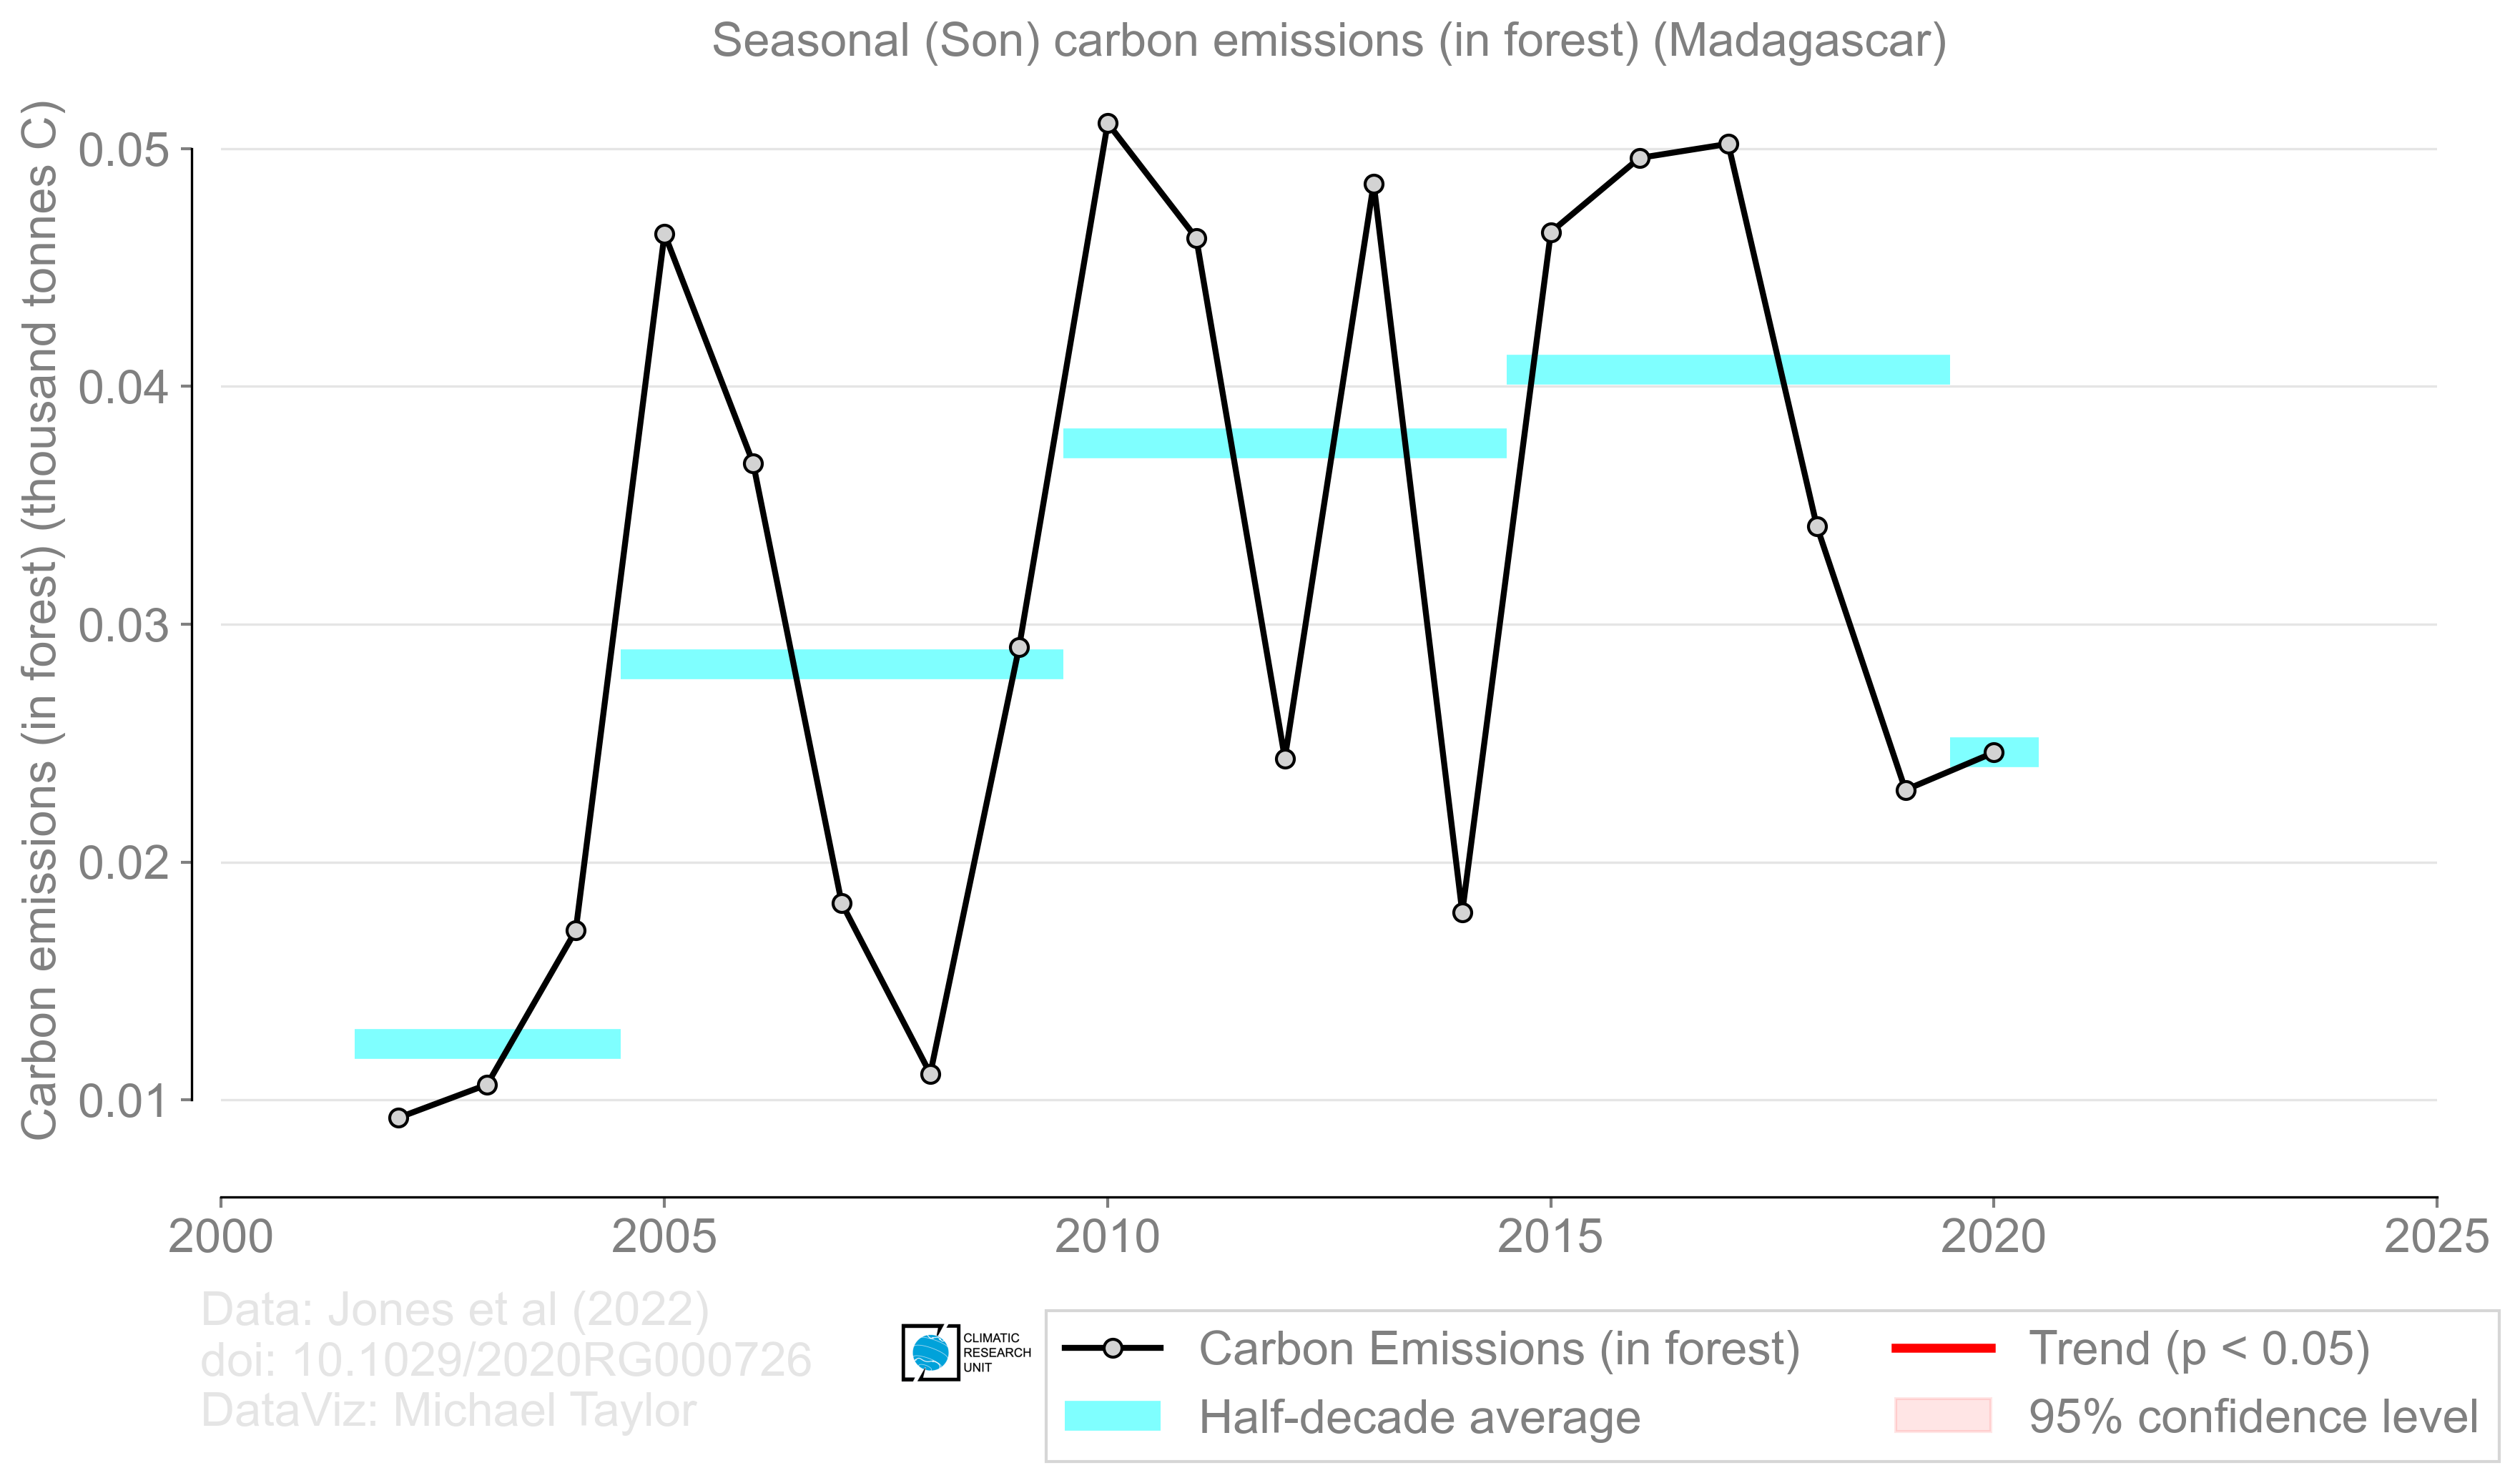 Seasonal (Son) carbon emissions (in forest) (Madagascar)
Carbon emissions (in forest) (thousand tonnes C)
0.05
0.04
0.03
0.02
0.01
2000 2005 2010 2015 2020 2025
Data: Jones et al (2022)
doi: 10.1029/2020RG000726
DataViz: Michael Taylor
CLIMATIC
RESEARCH
UNIT
Carbon Emissions (in forest)
Half-decade average
Trend (p < 0.05)
95% confidence level